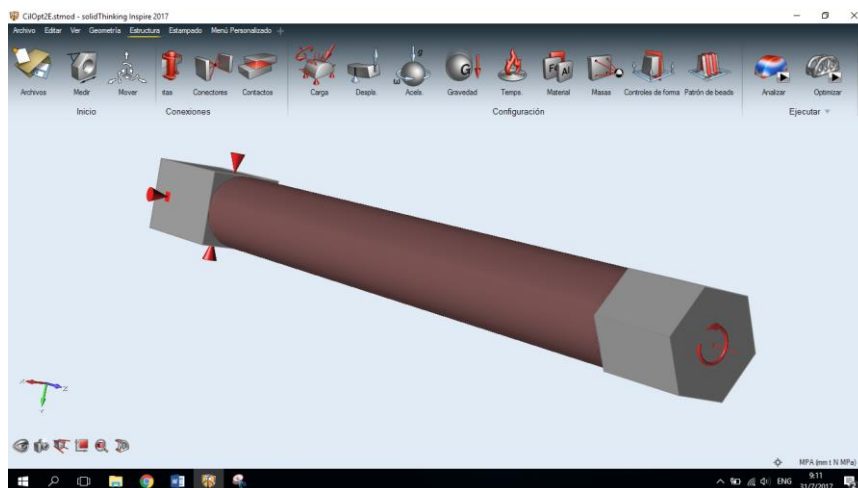 CilOpt2E.stmod - solidThinking Inspire 2017
Archivo Editar Ver Geometría Estructura Estampado Menú Personalizado +
Archivos Medir Mover itas Conectores Contactos Carga Despls. Acels. Gravedad Temps. Material Masas Controles de forma Patrón de beads Analizar Optimizar
Inicio Conexiones Configuración Ejecutar
X Z
Y
MPA (mm t N MPa)
ENG 9:11
31/7/2017